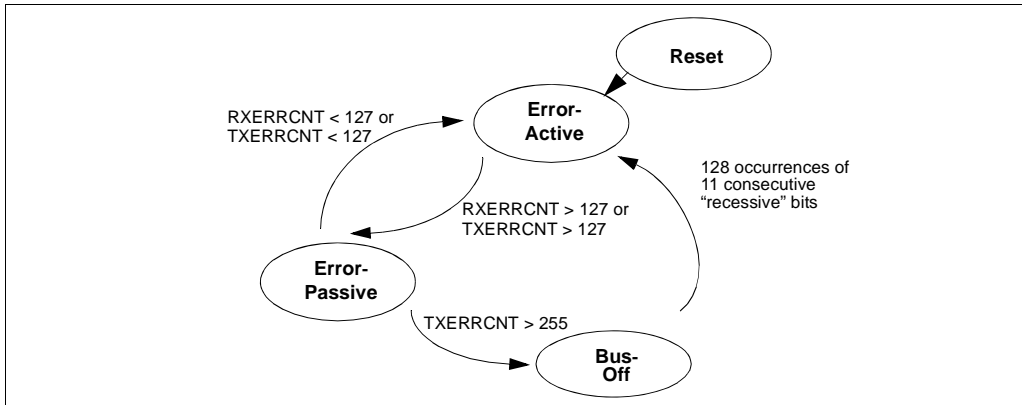 Reset
Error-
Active
RXERRCNT < 127 or
TXERRCNT < 127
128 occurrences of
11 consecutive
“recessive” bits
RXERRCNT > 127 or
TXERRCNT > 127
Error-
Passive
TXERRCNT > 255
Bus-
Off